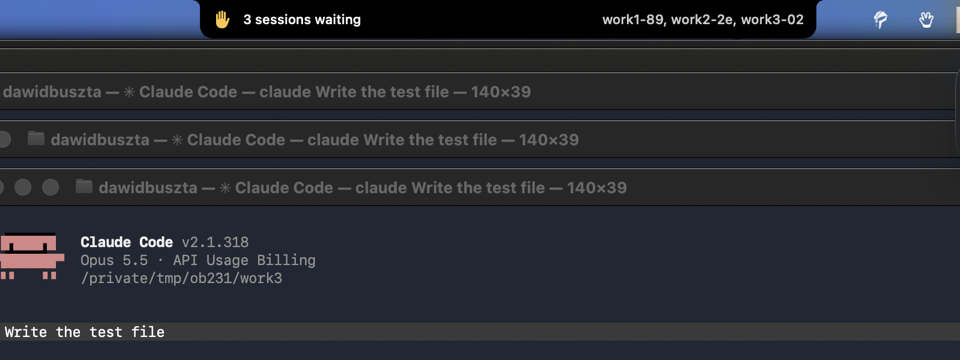 3 sessions waiting work1-89, work2-2e, work3-02
dawidbuszta — ✳ Claude Code — claude Write the test file — 140×39
dawidbuszta — ✳ Claude Code — claude Write the test file — 140×39
dawidbuszta — ✳ Claude Code — claude Write the test file — 140×39
Claude Code v2.1.318
Opus 5.5 · API Usage Billing
/private/tmp/ob231/work3
Write the test file